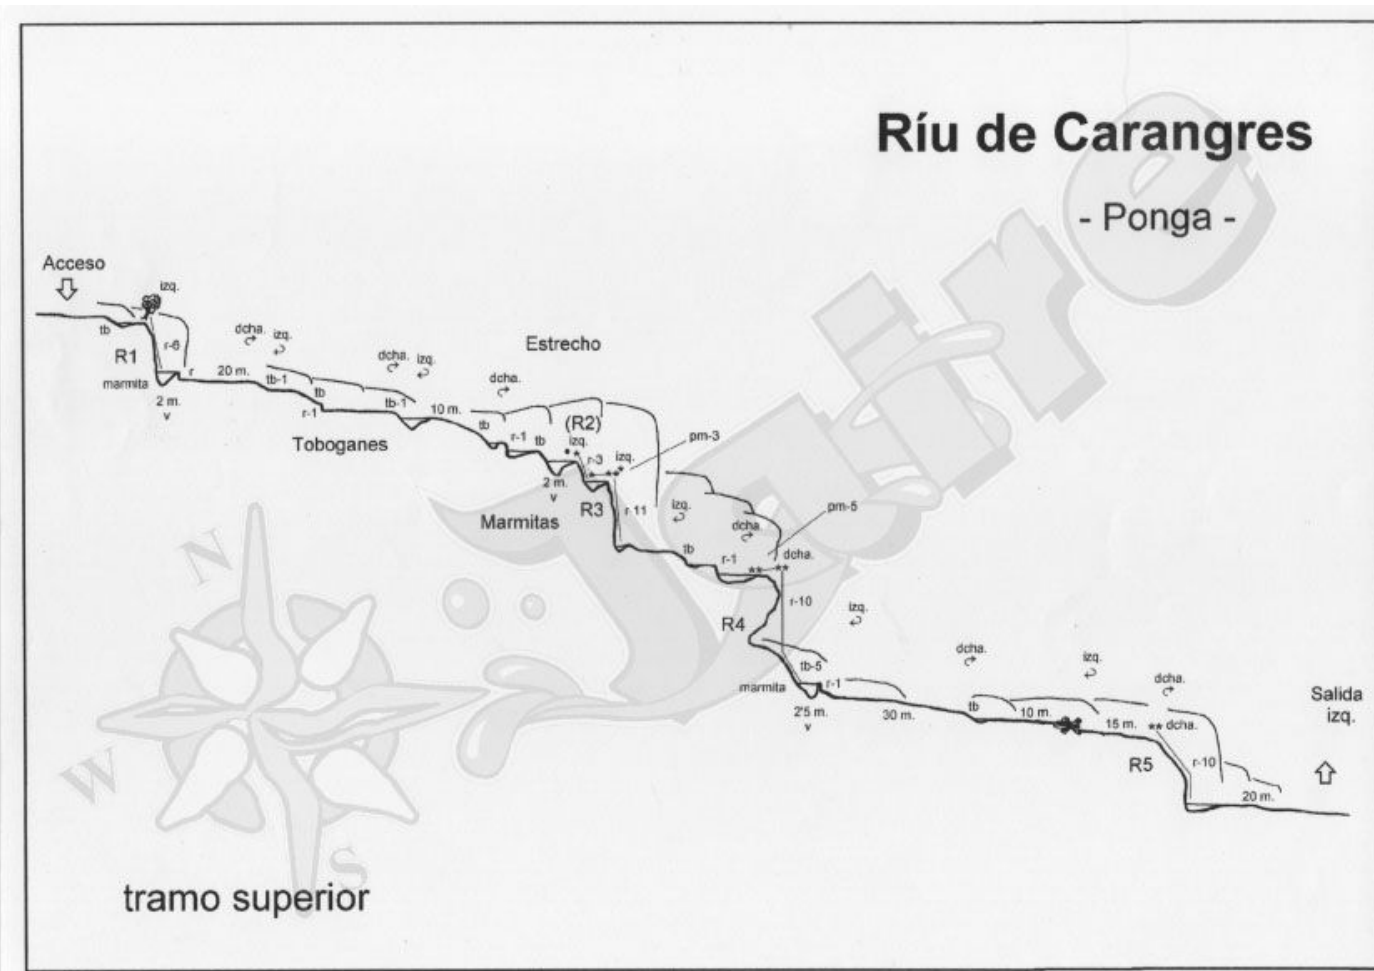 Ríu de Carangres
- Ponga -
Acceso
izq.
tb
R1
r-6
marmita
r
2 m.
v
20 m.
dcha.
izq.
tb-1
tb
r-1
tb-1
Toboganes
dcha.
izq.
10 m.
Estrecho
dcha.
tb
r-1
tb
(R2)
izq.
r-3
izq.
pm-3
2 m.
v
Marmitas
R3
r-11
izq.
dcha.
pm-5
tb
r-1
dcha.
r-10
R4
izq.
tb-5
marmita
r-1
2'5 m.
v
30 m.
dcha.
tb
10 m.
izq.
15 m.
dcha.
dcha.
R5
r-10
20 m.
Salida
izq.
N
W
S
tramo superior